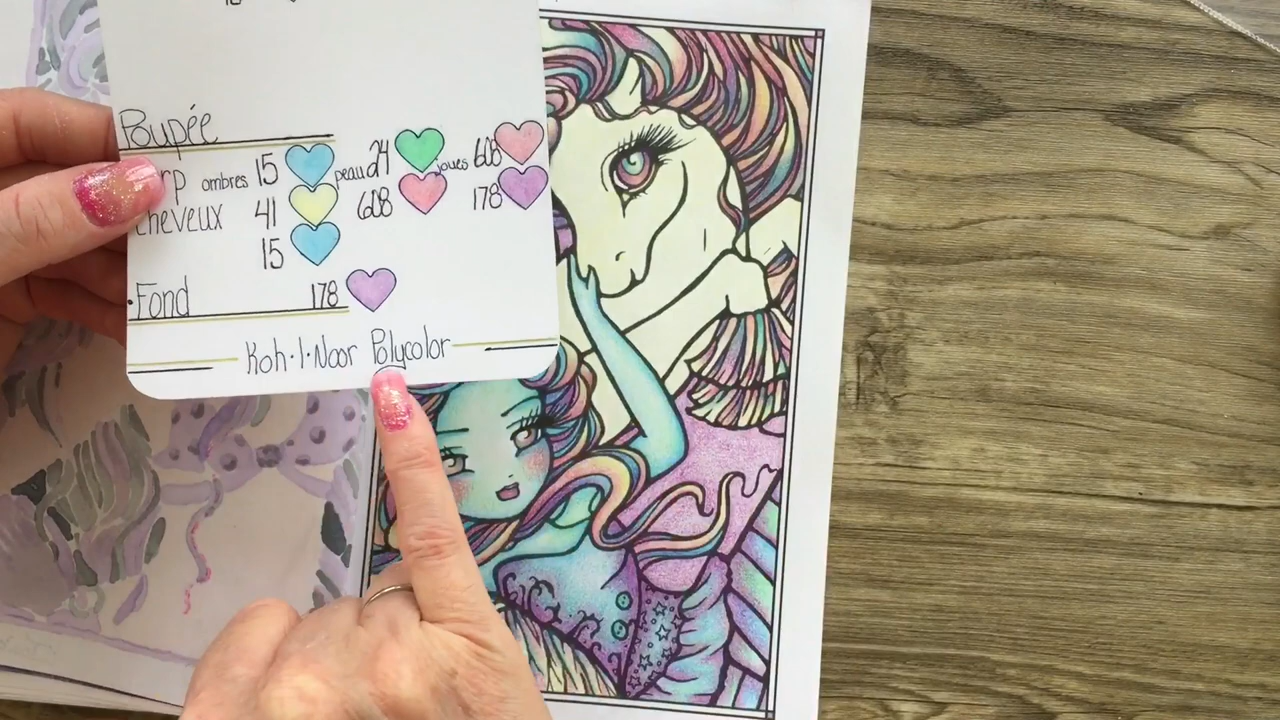 Poupée
ombres 15 peau 24 joues 608
cheveux 41 608 178
15
Fond 178
Koh·I·Noor Polycolor